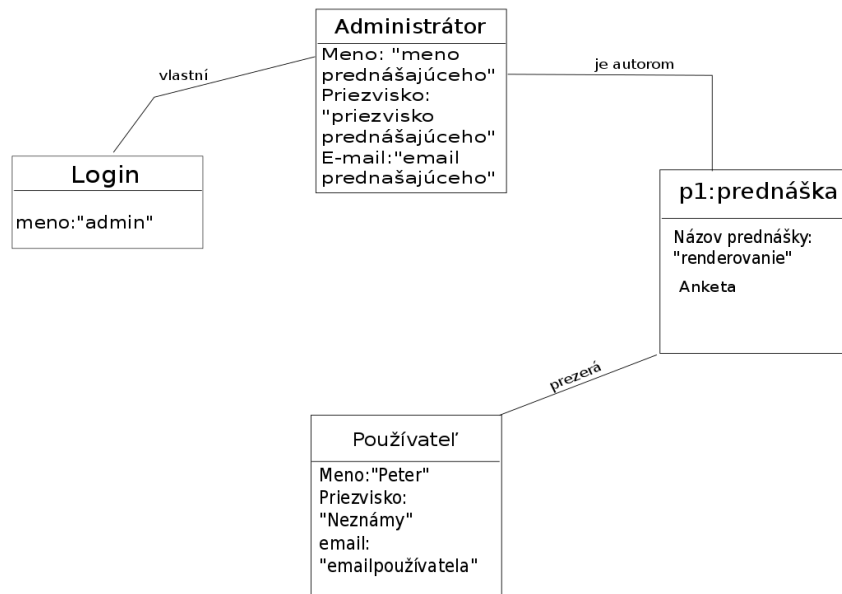 Administrátor
Meno: "meno
prednášajúceho"
Priezvisko:
"priezvisko
prednášajúceho"
E-mail:"email
prednašajúceho"
vlastní
je autorom
Login
meno:"admin"
p1:prednáška
Názov prednášky:
"renderovanie"
Anketa
prezerá
Používateľ
Meno:"Peter"
Priezvisko:
"Neznámy"
email:
"emailpoužívatela"